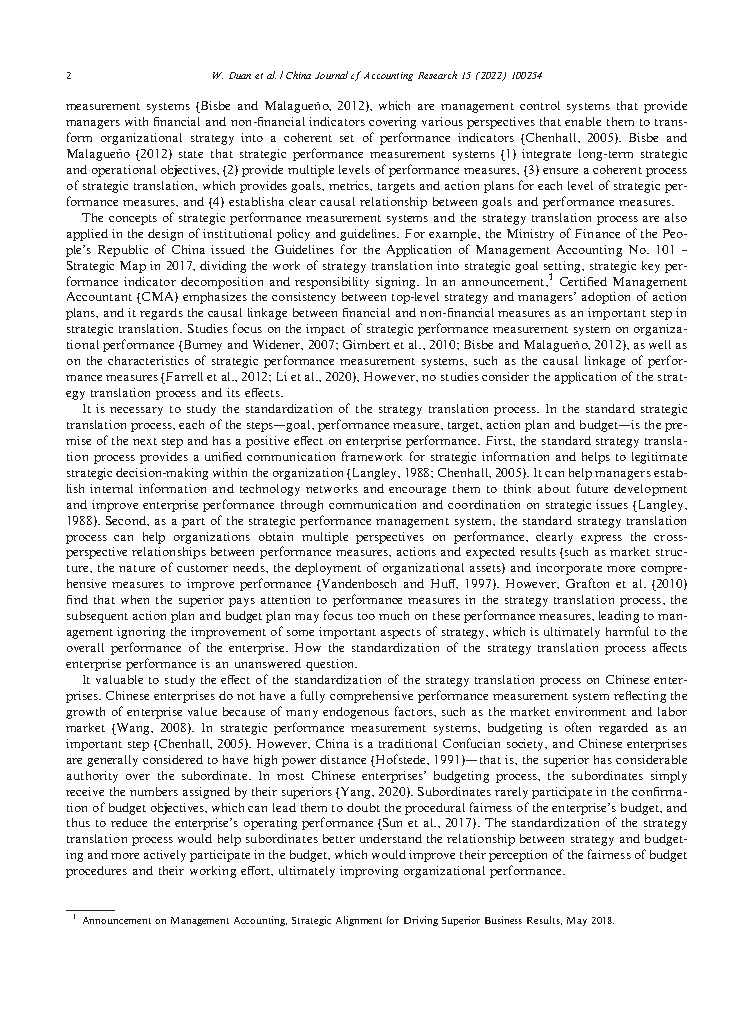 2
W. Duan et al. / China Journal of Accounting Research 15 (2022) 100234
measurement systems (Bisbe and Malagueño, 2012), which are management control systems that provide
managers with financial and non-financial indicators covering various perspectives that enable them to trans-
form organizational strategy into a coherent set of performance indicators (Chenhall, 2005). Bisbe and
Malagueño (2012) state that strategic performance measurement systems (1) integrate long-term strategic
and operational objectives, (2) provide multiple levels of performance measures, (3) ensure a coherent process
of strategic translation, which provides goals, metrics, targets and action plans for each level of strategic per-
formance measures, and (4) establisha clear causal relationship between goals and performance measures.
The concepts of strategic performance measurement systems and the strategy translation process are also
applied in the design of institutional policy and guidelines. For example, the Ministry of Finance of the Peo-
ple's Republic of China issued the Guidelines for the Application of Management Accounting No. 101 –
Strategic Map in 2017, dividing the work of strategy translation into strategic goal setting, strategic key per-
formance indicator decomposition and responsibility signing. In an announcement,1 Certified Management
Accountant (CMA) emphasizes the consistency between top-level strategy and managers' adoption of action
plans, and it regards the causal linkage between financial and non-financial measures as an important step in
strategic translation. Studies focus on the impact of strategic performance measurement system on organiza-
tional performance (Burney and Widener, 2007; Gimbert et al., 2010; Bisbe and Malagueño, 2012), as well as
on the characteristics of strategic performance measurement systems, such as the causal linkage of perfor-
mance measures (Farrell et al., 2012; Li et al., 2020), However, no studies consider the application of the strat-
egy translation process and its effects.
It is necessary to study the standardization of the strategy translation process. In the standard strategic
translation process, each of the steps—goal, performance measure, target, action plan and budget—is the pre-
mise of the next step and has a positive effect on enterprise performance. First, the standard strategy transla-
tion process provides a unified communication framework for strategic information and helps to legitimate
strategic decision-making within the organization (Langley, 1988; Chenhall, 2005). It can help managers estab-
lish internal information and technology networks and encourage them to think about future development
and improve enterprise performance through communication and coordination on strategic issues (Langley,
1988). Second, as a part of the strategic performance management system, the standard strategy translation
process can help organizations obtain multiple perspectives on performance, clearly express the cross-
perspective relationships between performance measures, actions and expected results (such as market struc-
ture, the nature of customer needs, the deployment of organizational assets) and incorporate more compre-
hensive measures to improve performance (Vandenbosch and Huff, 1997). However, Grafton et al. (2010)
find that when the superior pays attention to performance measures in the strategy translation process, the
subsequent action plan and budget plan may focus too much on these performance measures, leading to man-
agement ignoring the improvement of some important aspects of strategy, which is ultimately harmful to the
overall performance of the enterprise. How the standardization of the strategy translation process affects
enterprise performance is an unanswered question.
It valuable to study the effect of the standardization of the strategy translation process on Chinese enter-
prises. Chinese enterprises do not have a fully comprehensive performance measurement system reflecting the
growth of enterprise value because of many endogenous factors, such as the market environment and labor
market (Wang, 2008). In strategic performance measurement systems, budgeting is often regarded as an
important step (Chenhall, 2005). However, China is a traditional Confucian society, and Chinese enterprises
are generally considered to have high power distance (Hofstede, 1991)—that is, the superior has considerable
authority over the subordinate. In most Chinese enterprises' budgeting process, the subordinates simply
receive the numbers assigned by their superiors (Yang, 2020). Subordinates rarely participate in the confirma-
tion of budget objectives, which can lead them to doubt the procedural fairness of the enterprise's budget, and
thus to reduce the enterprise's operating performance (Sun et al., 2017). The standardization of the strategy
translation process would help subordinates better understand the relationship between strategy and budget-
ing and more actively participate in the budget, which would improve their perception of the fairness of budget
procedures and their working effort, ultimately improving organizational performance.
1 Announcement on Management Accounting, Strategic Alignment for Driving Superior Business Results, May 2018.